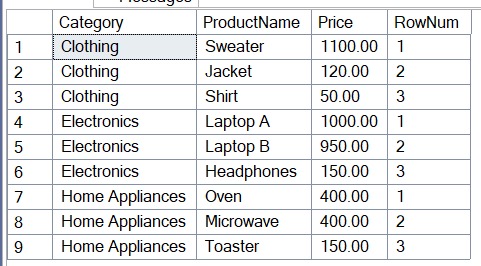 Messages
Category ProductName Price RowNum
1 Clothing Sweater 1100.00 1
2 Clothing Jacket 120.00 2
3 Clothing Shirt 50.00 3
4 Electronics Laptop A 1000.00 1
5 Electronics Laptop B 950.00 2
6 Electronics Headphones 150.00 3
7 Home Appliances Oven 400.00 1
8 Home Appliances Microwave 400.00 2
9 Home Appliances Toaster 150.00 3